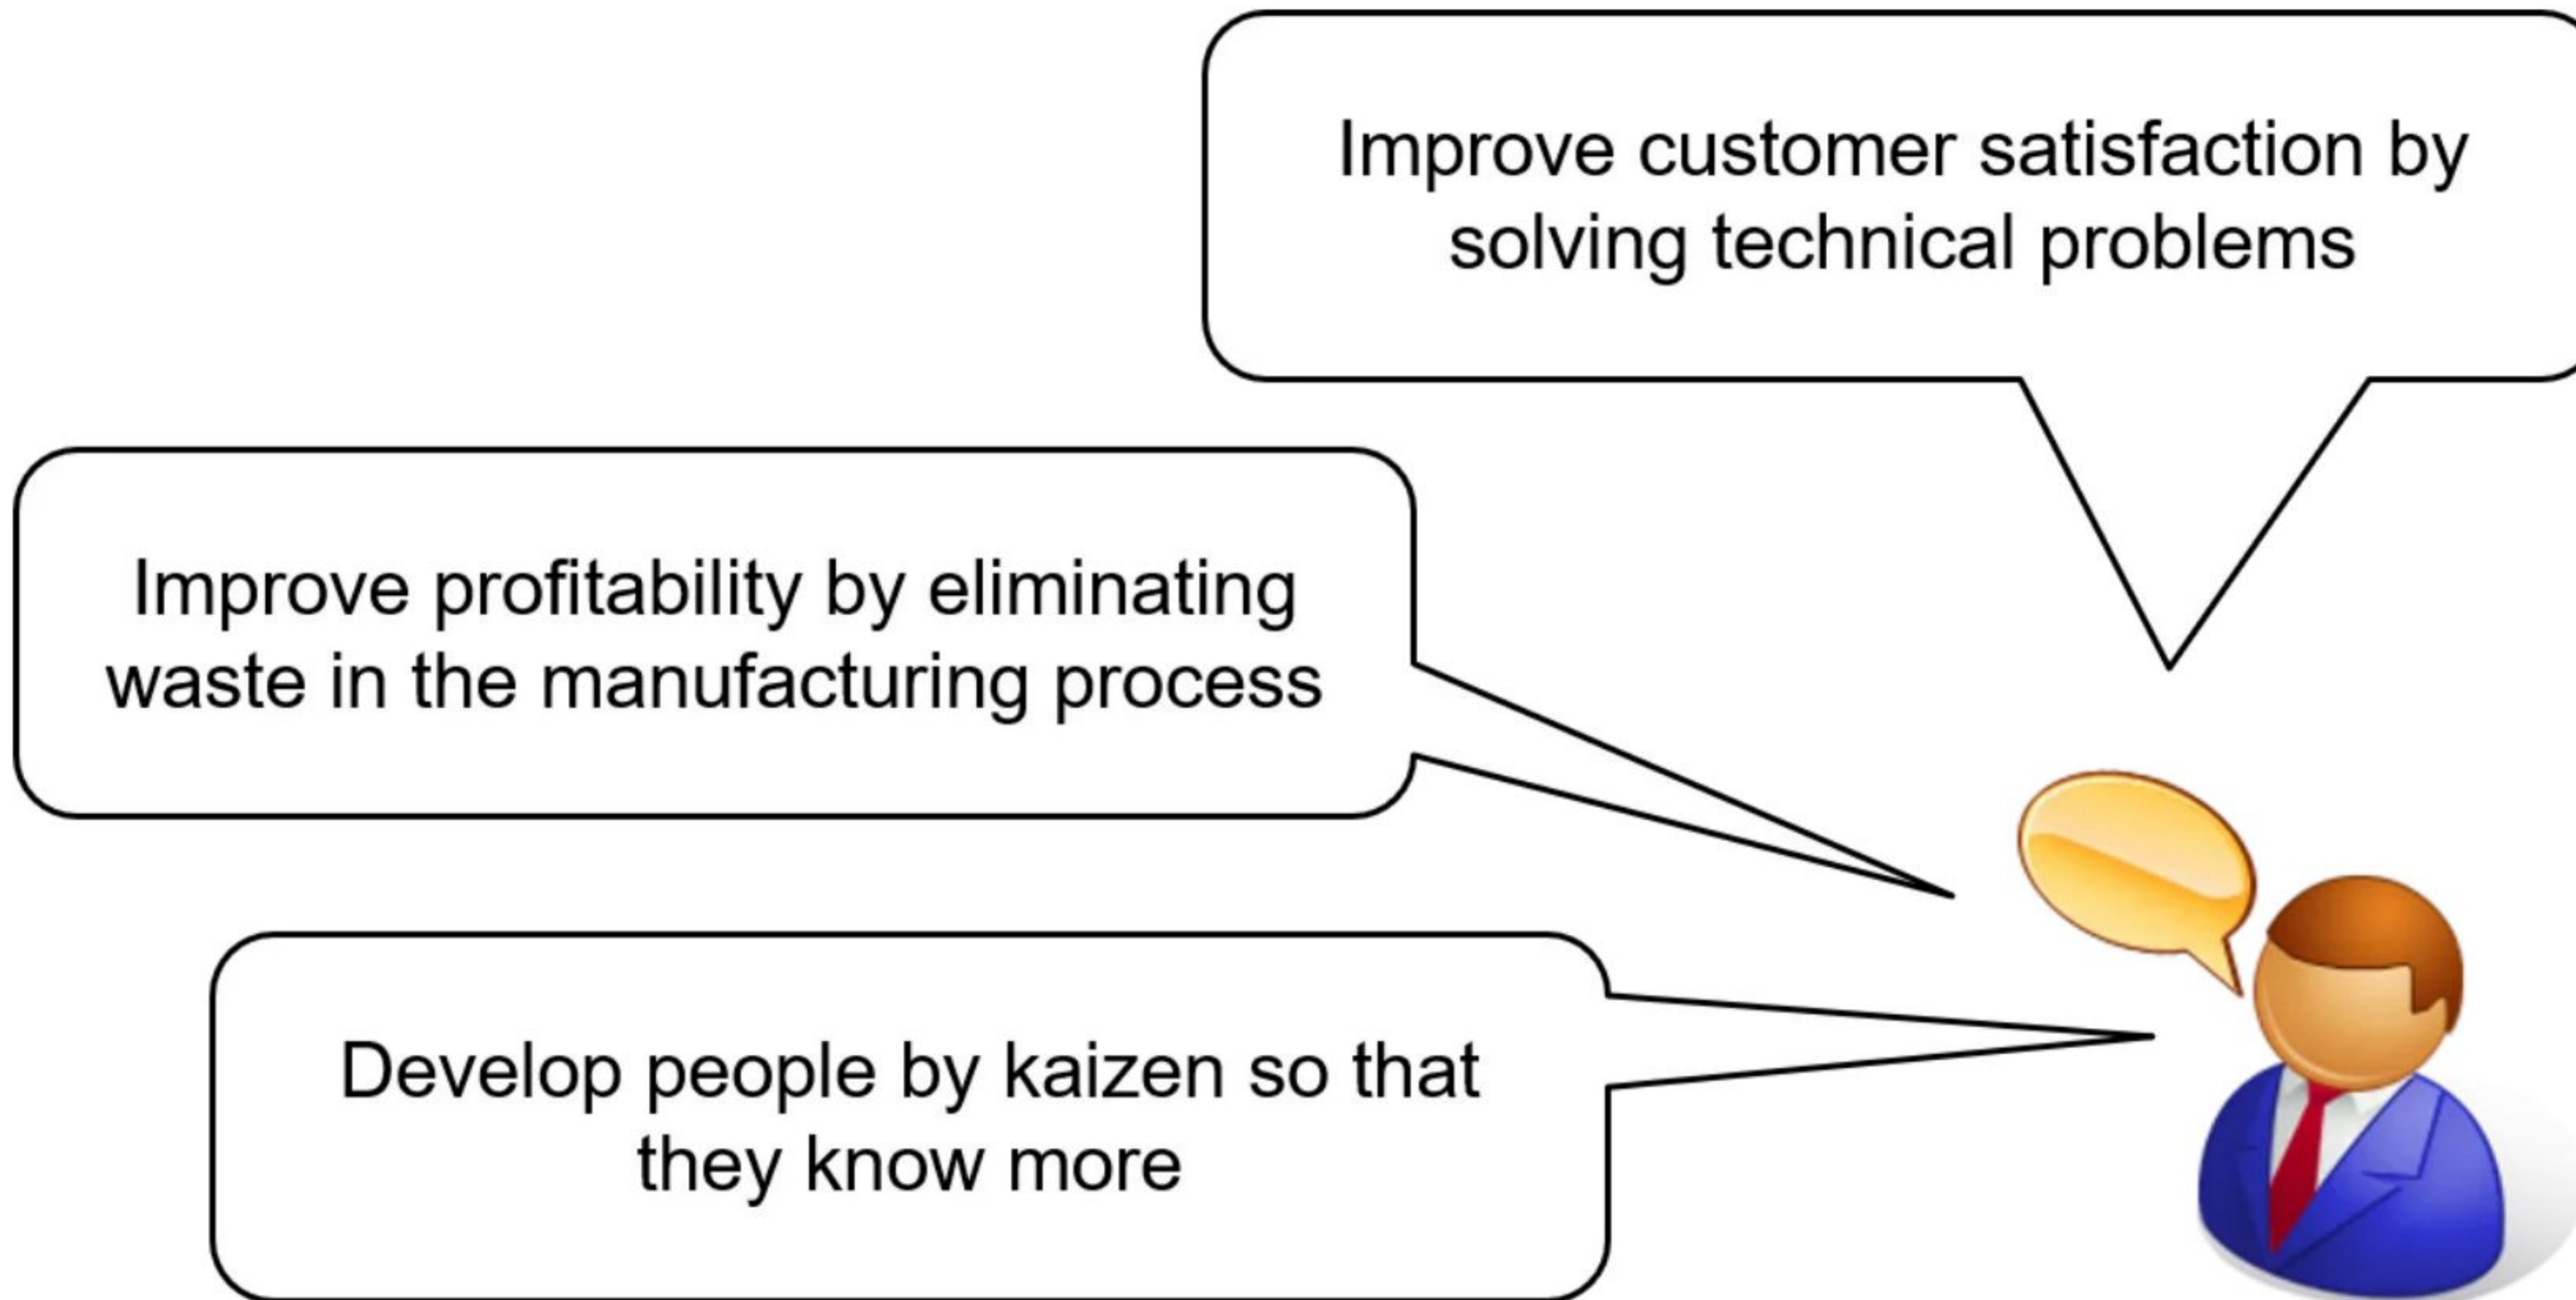 Improve customer satisfaction by
solving technical problems
Improve profitability by eliminating
waste in the manufacturing process
Develop people by kaizen so that
they know more